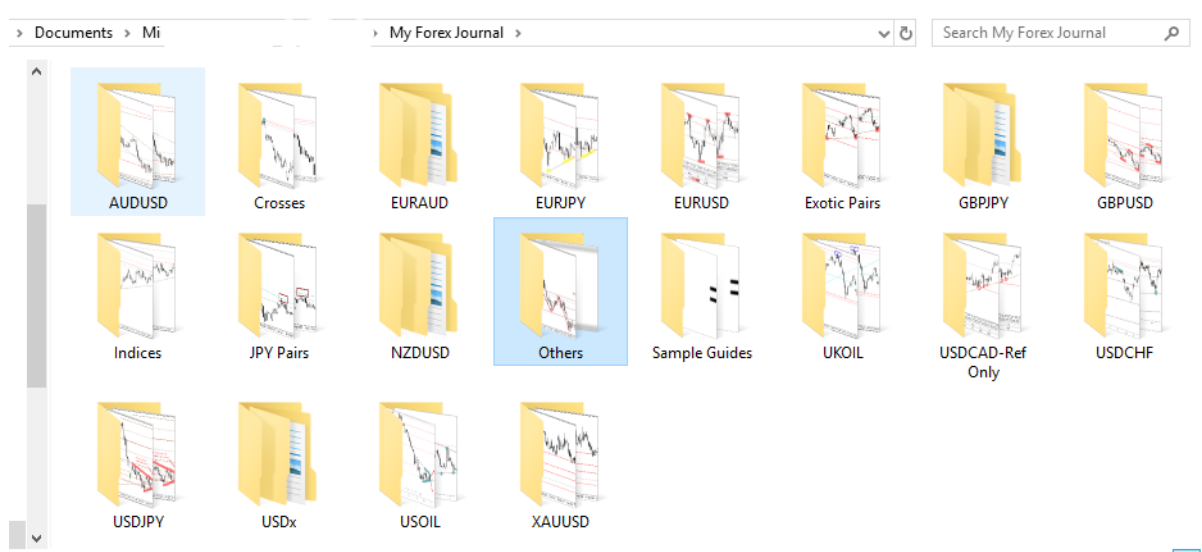 > Documents > Mi > My Forex Journal >
Search My Forex Journal
AUDUSD
Crosses
EURAUD
EURJPY
EURUSD
Exotic Pairs
GBPJPY
GBPUSD
Indices
JPY Pairs
NZDUSD
Others
Sample Guides
UKOIL
USDCAD-Ref
Only
USDCHF
USDJPY
USDx
USOIL
XAUUSD